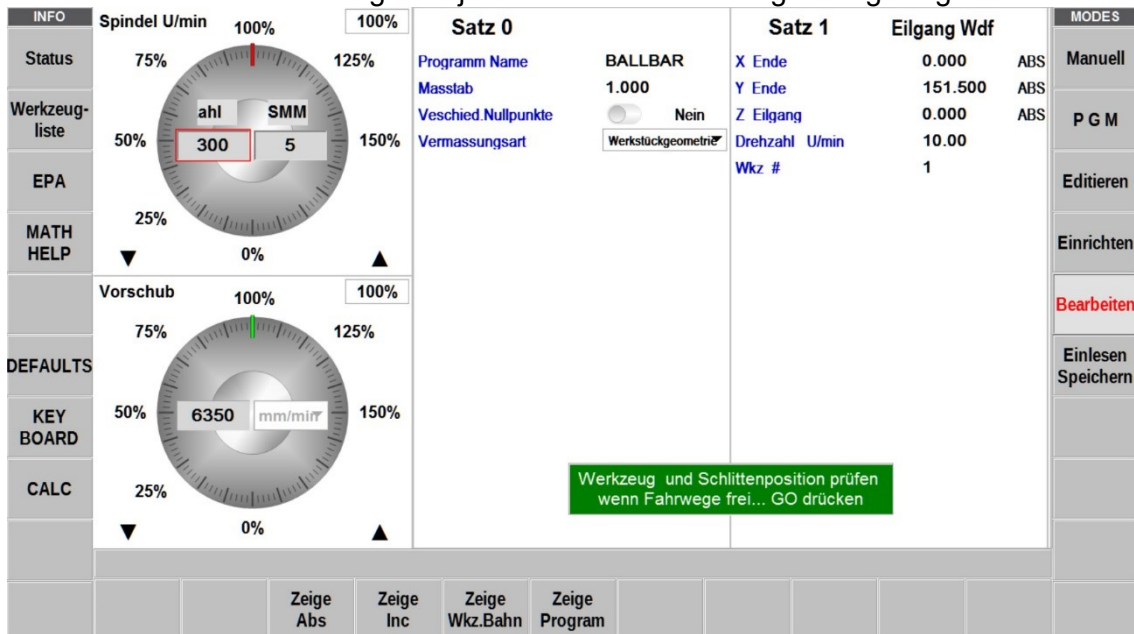 INFO
Status
Werkzeug-
liste
EPA
MATH
HELP
DEFAULTS
KEY
BOARD
CALC
Spindel U/min
100%
100%
75%
125%
ahl
SMM
50%
300
5
150%
25%
▼
0%
▲
Vorschub
100%
100%
75%
125%
50%
6350
mm/min
150%
25%
▼
0%
▲
Satz 0
Programm Name BALLBAR
Masstab 1.000
Veschied.Nullpunkte Nein
Vermassungsart Werkstückgeometrie
Satz 1 Eilgang Wdf
X Ende 0.000 ABS
Y Ende 151.500 ABS
Z Eilgang 0.000 ABS
Drehzahl U/min 10.00
Wkz # 1
Werkzeug und Schlittenposition prüfen
wenn Fahrwege frei... GO drücken
MODES
Manuell
P G M
Editieren
Einrichten
Bearbeiten
Einlesen
Speichern
Zeige
Abs
Zeige
Inc
Zeige
Wkz.Bahn
Zeige
Program